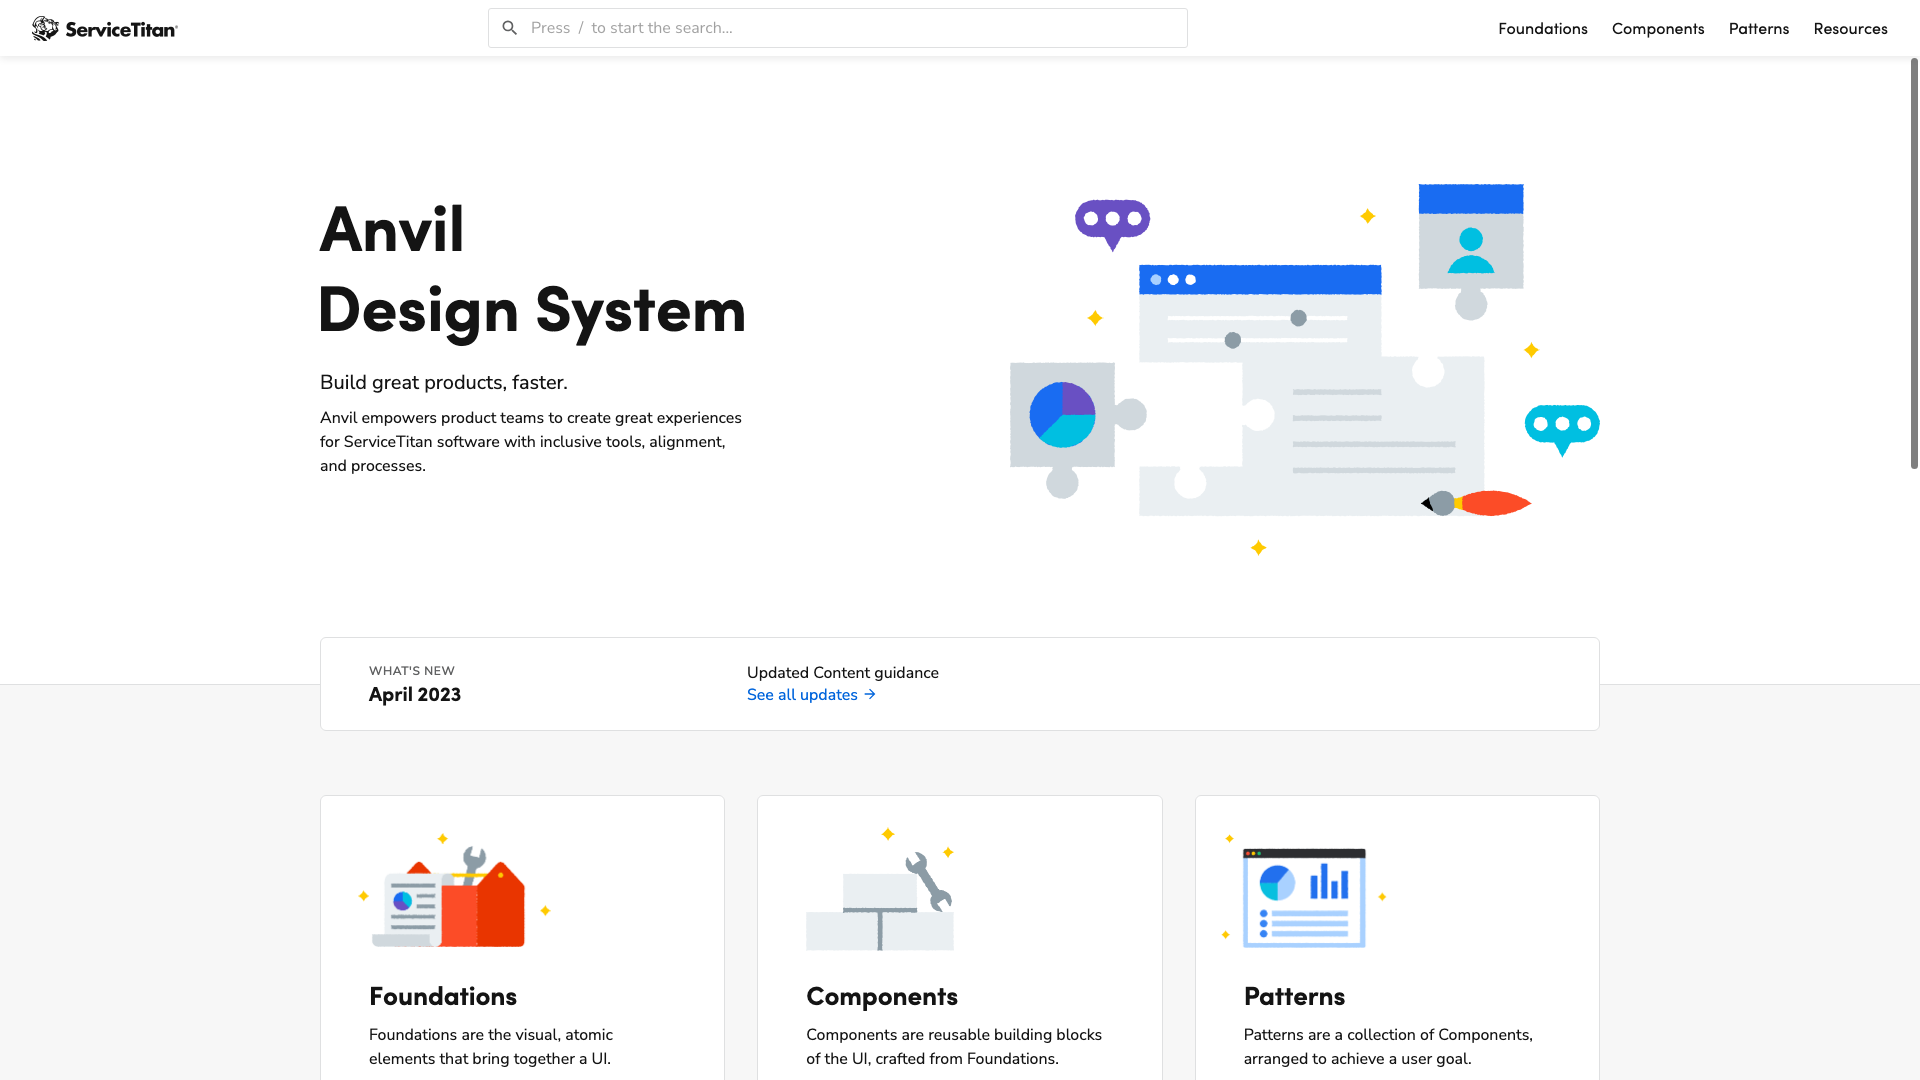 ServiceTitan
Press / to start the search...
Foundations
Components
Patterns
Resources
Anvil
Design System
Build great products, faster.
Anvil empowers product teams to create great experiences
for ServiceTitan software with inclusive tools, alignment,
and processes.
WHAT'S NEW
April 2023
Updated Content guidance
See all updates →
Foundations
Foundations are the visual, atomic
elements that bring together a UI.
Components
Components are reusable building blocks
of the UI, crafted from Foundations.
Patterns
Patterns are a collection of Components,
arranged to achieve a user goal.